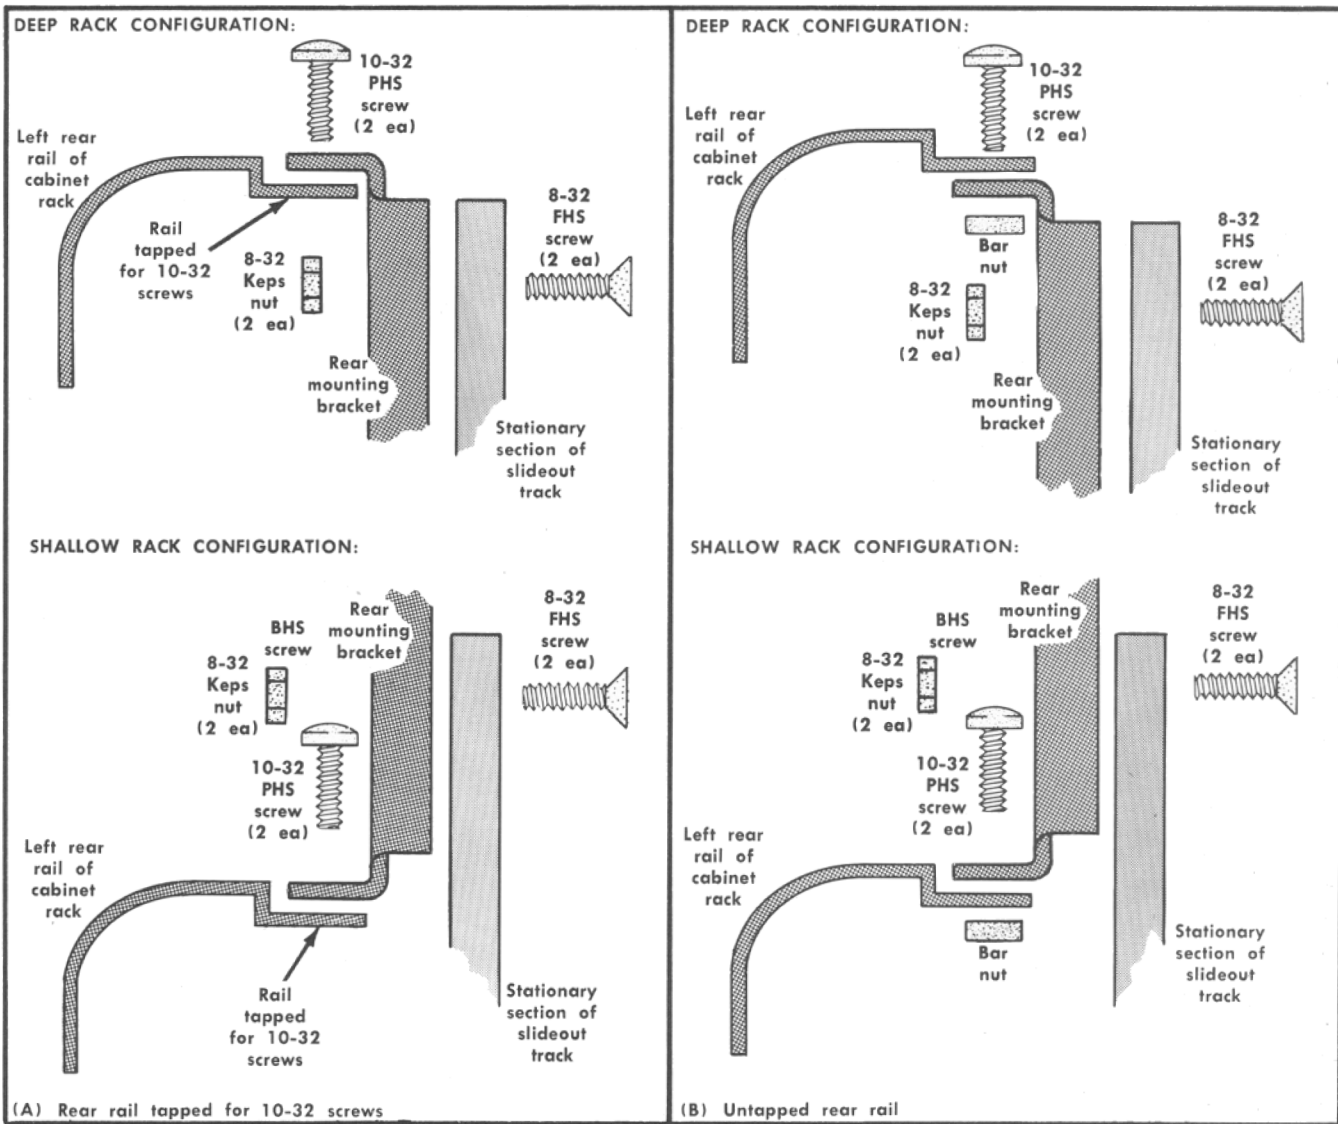 DEEP RACK CONFIGURATION:
10-32
PHS
screw
(2 ea)
Left rear
rail of
cabinet
rack
Rail
tapped
for 10-32
screws
8-32
Keps
nut
(2 ea)
8-32
FHS
screw
(2 ea)
Rear
mounting
bracket
Stationary
section of
slideout
track
SHALLOW RACK CONFIGURATION:
Rear
mounting
bracket
BHS
screw
8-32
Keps
nut
(2 ea)
8-32
FHS
screw
(2 ea)
10-32
PHS
screw
(2 ea)
Left rear
rail of
cabinet
rack
Rail
tapped
for 10-32
screws
Stationary
section of
slideout
track
(A) Rear rail tapped for 10-32 screws
DEEP RACK CONFIGURATION:
10-32
PHS
screw
(2 ea)
Left rear
rail of
cabinet
rack
Bar
nut
8-32
Keps
nut
(2 ea)
8-32
FHS
screw
(2 ea)
Rear
mounting
bracket
Stationary
section of
slideout
track
SHALLOW RACK CONFIGURATION:
Rear
mounting
bracket
BHS
screw
8-32
Keps
nut
(2 ea)
8-32
FHS
screw
(2 ea)
10-32
PHS
screw
(2 ea)
Left rear
rail of
cabinet
rack
Bar
nut
Stationary
section of
slideout
track
(B) Untapped rear rail